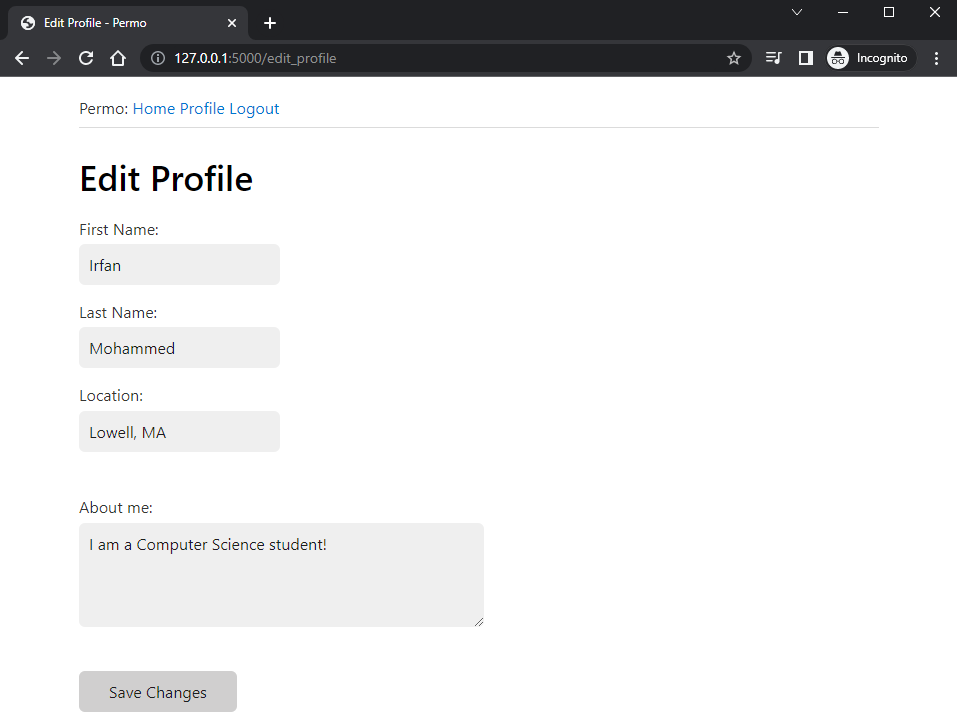 Edit Profile - Permo
127.0.0.1:5000/edit_profile
Incognito
Permo: Home Profile Logout
Edit Profile
First Name:
Irfan
Last Name:
Mohammed
Location:
Lowell, MA
About me:
I am a Computer Science student!
Save Changes